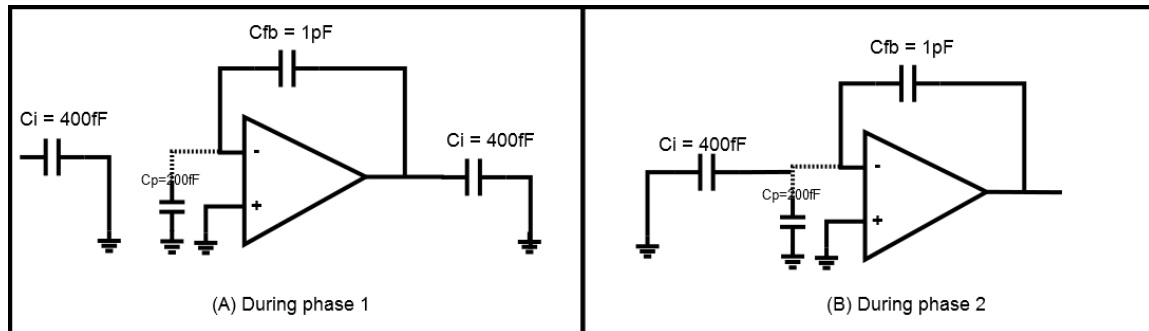 Cfb = 1pF
Ci = 400fF
Ci = 400fF
-
Cp=200fF
+
(A) During phase 1
Cfb = 1pF
Ci = 400fF
-
Cp=200fF
+
(B) During phase 2